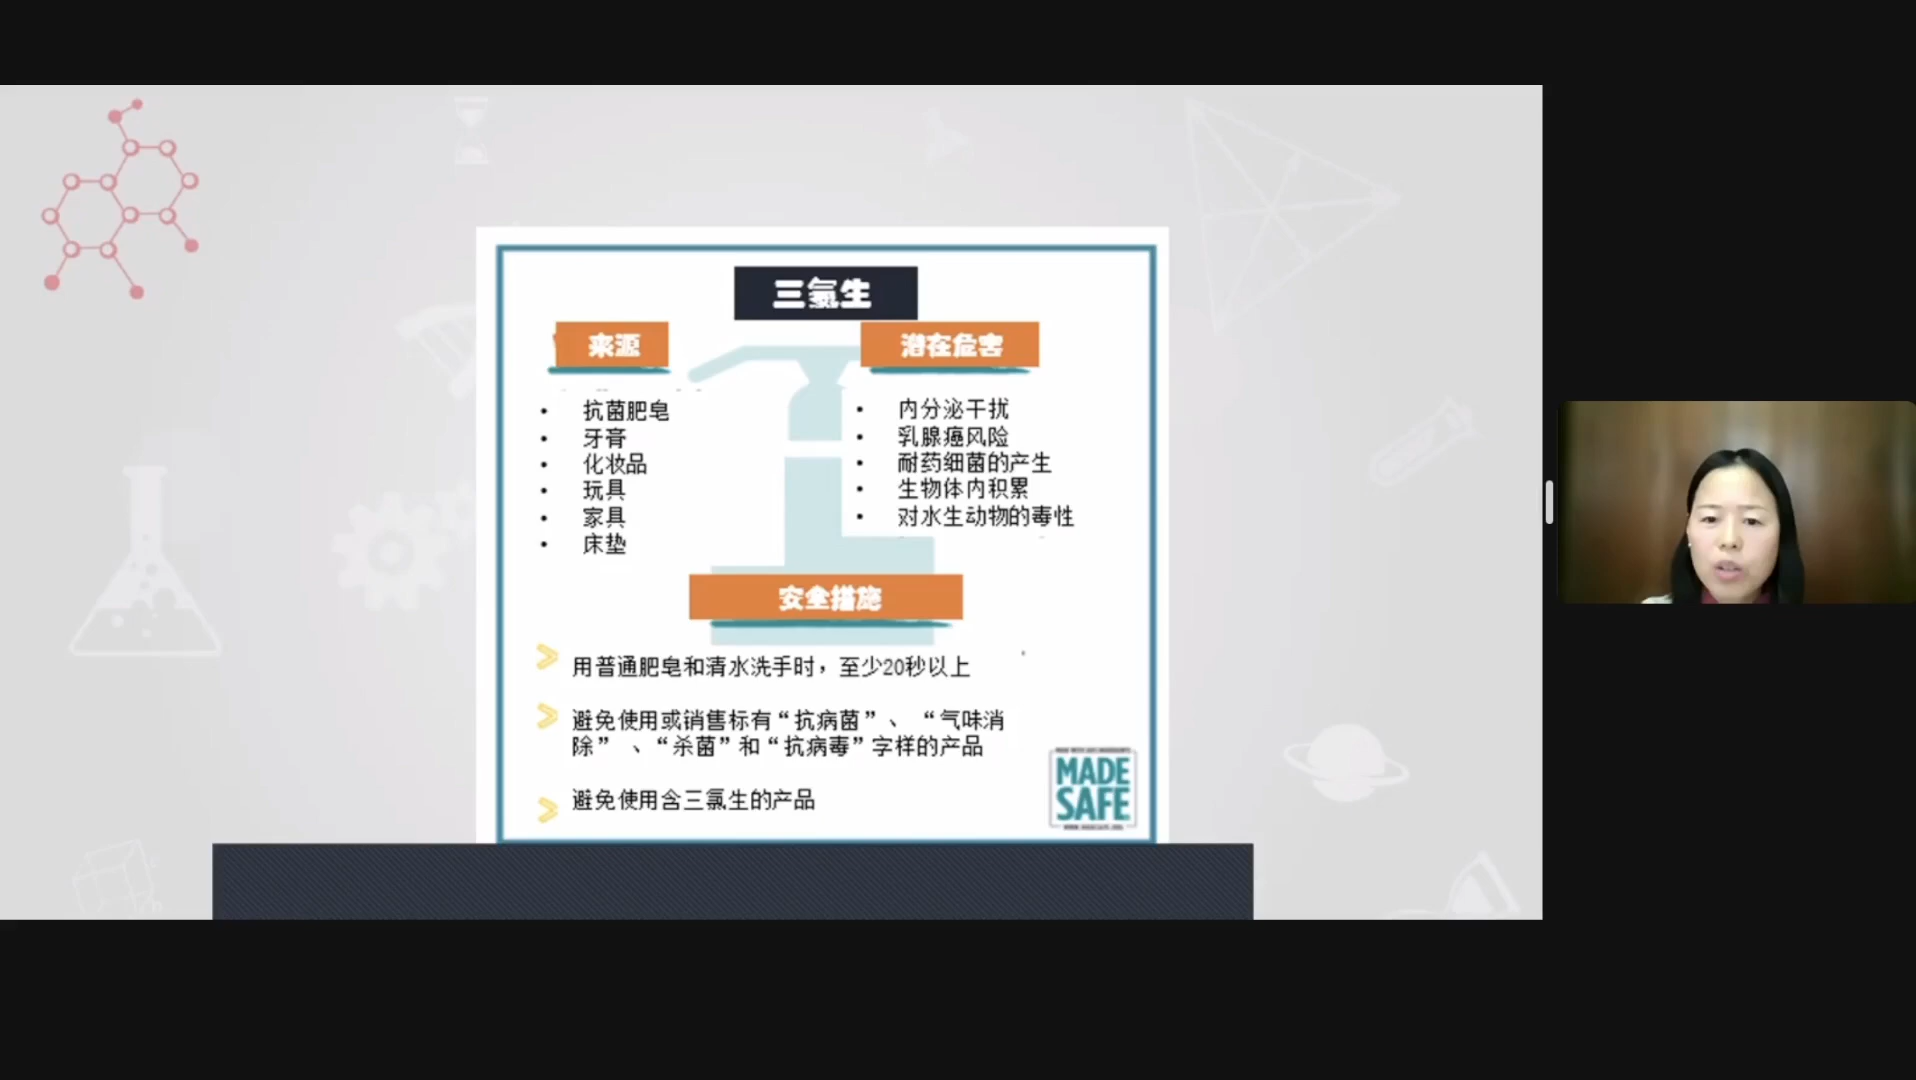 三氯生
来源
潜在危害
• 抗菌肥皂
• 牙膏
• 化妆品
• 玩具
• 家具
• 床垫
• 内分泌干扰
• 乳腺癌风险
• 耐药细菌的产生
• 生物体内积累
• 对水生动物的毒性
安全措施
用普通肥皂和清水洗手时，至少20秒以上
避免使用或销售标有“抗病菌”、“气味消
除”、“杀菌”和“抗病毒”字样的产品
避免使用含三氯生的产品
MADE
SAFE